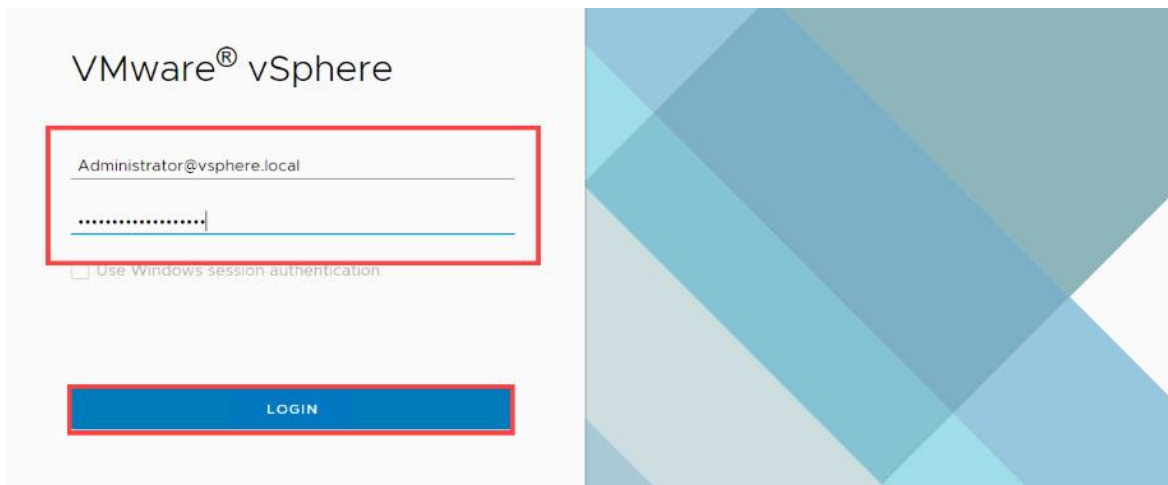 VMware® vSphere
Administrator@vsphere.local
•••••••••••••••••••
Use Windows session authentication
LOGIN